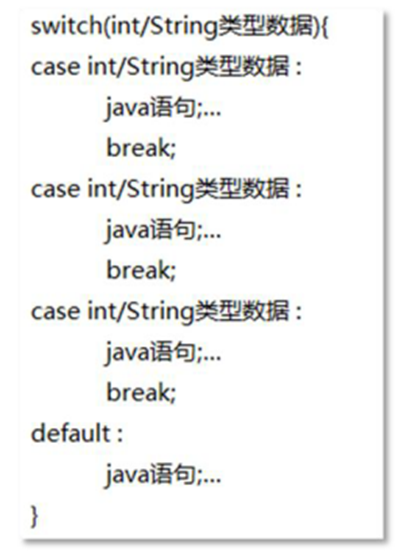 switch(int/String类型数据){
case int/String类型数据 :
java语句;...
break;
case int/String类型数据 :
java语句;...
break;
case int/String类型数据 :
java语句;...
break;
default :
java语句;...
}